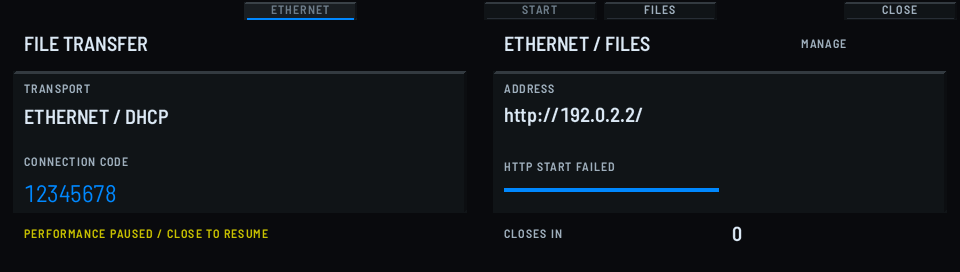 ETHERNET
START
FILES
CLOSE
FILE TRANSFER
ETHERNET / FILES
MANAGE
TRANSPORT
ETHERNET / DHCP
CONNECTION CODE
12345678
PERFORMANCE PAUSED / CLOSE TO RESUME
ADDRESS
http://192.0.2.2/
HTTP START FAILED
CLOSES IN
0